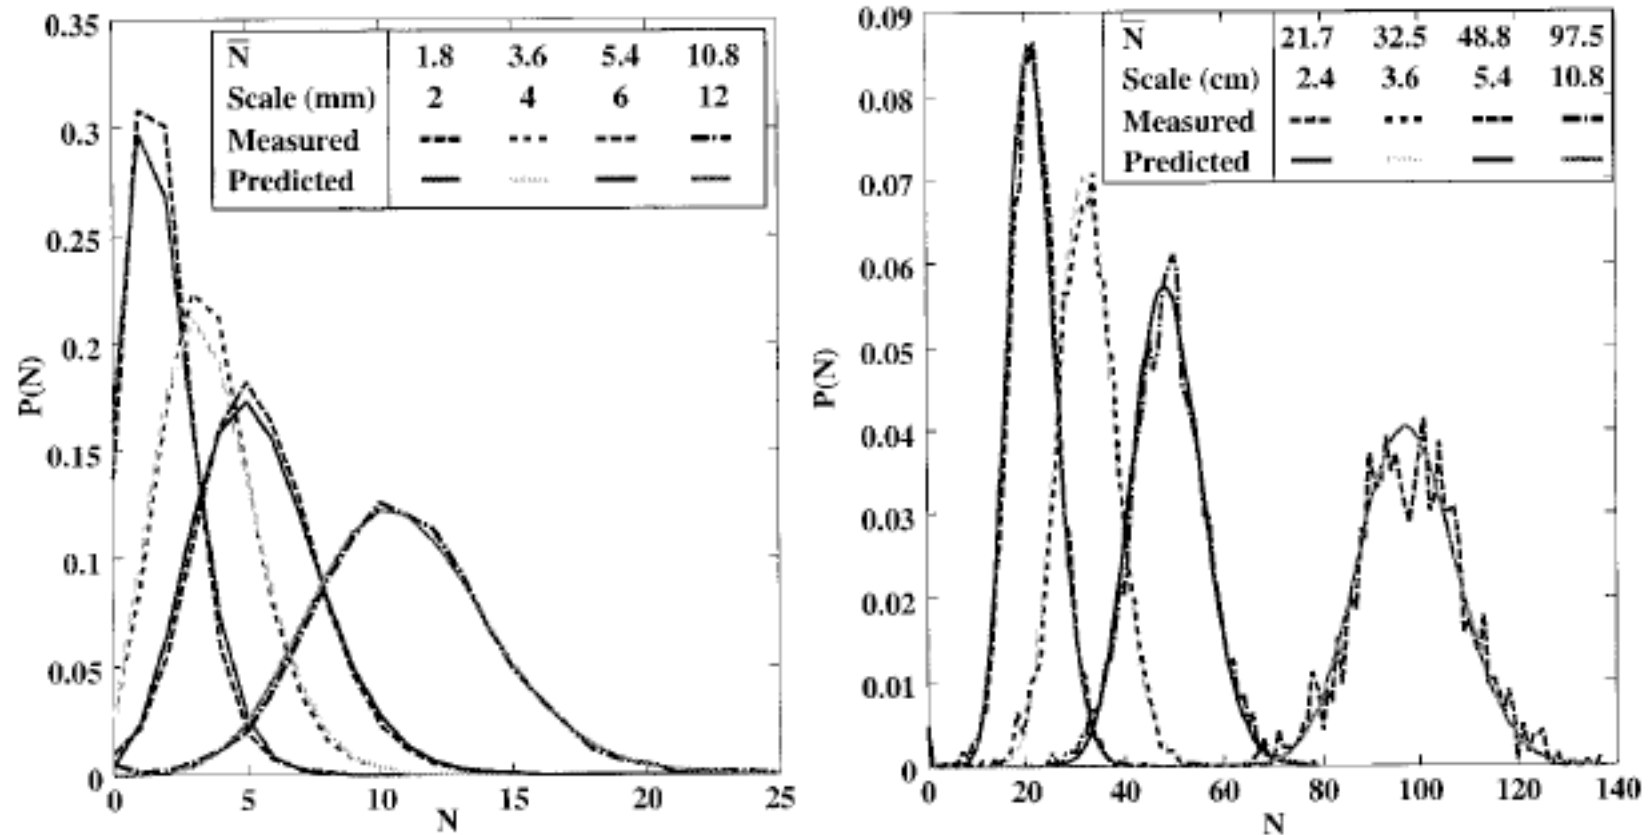 0.35
0.3
0.25
0.2
0.15
0.1
0.05
0
P(N)
N 1.8 3.6 5.4 10.8
Scale (mm) 2 4 6 12
Measured
Predicted
0 5 10 15 20 25
N
0.09
0.08
0.07
0.06
0.05
0.04
0.03
0.02
0.01
0
P(N)
N 21.7 32.5 48.8 97.5
Scale (cm) 2.4 3.6 5.4 10.8
Measured
Predicted
0 20 40 60 80 100 120 140
N